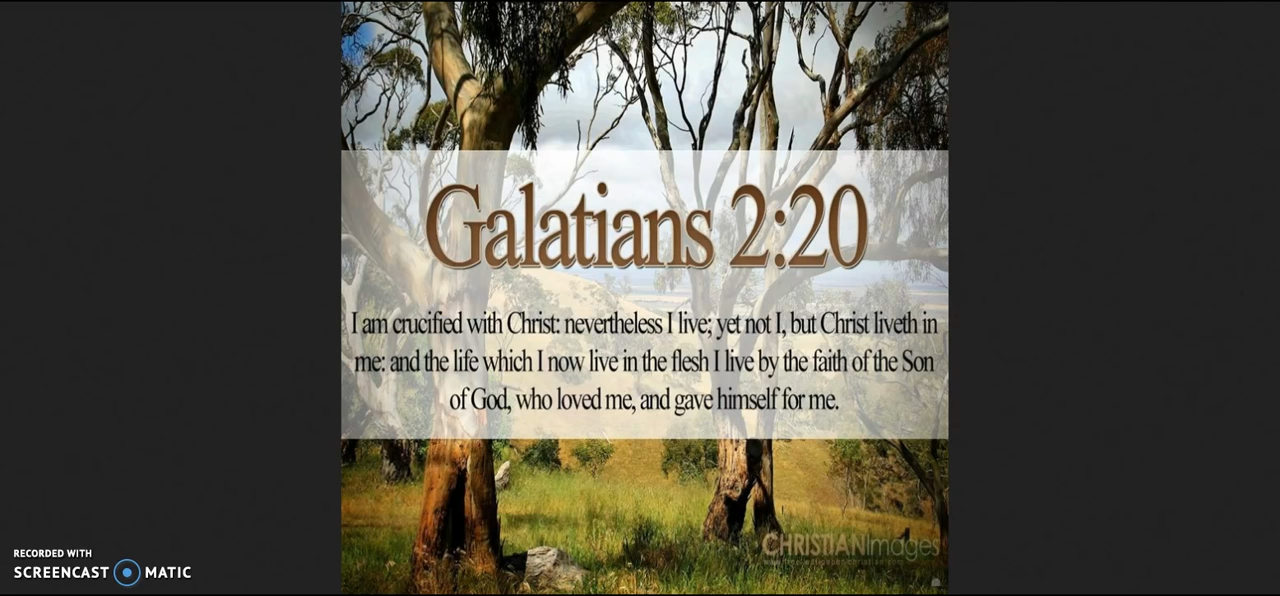 Galatians 2:20
I am crucified with Christ: nevertheless I live; yet not I, but Christ liveth in
me: and the life which I now live in the flesh I live by the faith of the Son
of God, who loved me, and gave himself for me.
CHRISTIANimages
RECORDED WITH
SCREENCAST MATIC